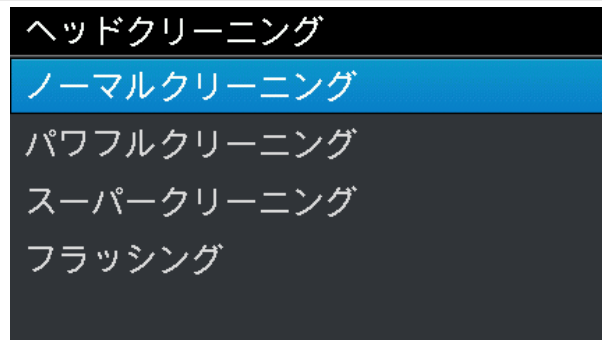 ヘッドクリーニング
ノーマルクリーニング
パワフルクリーニング
スーパークリーニング
フラッシング